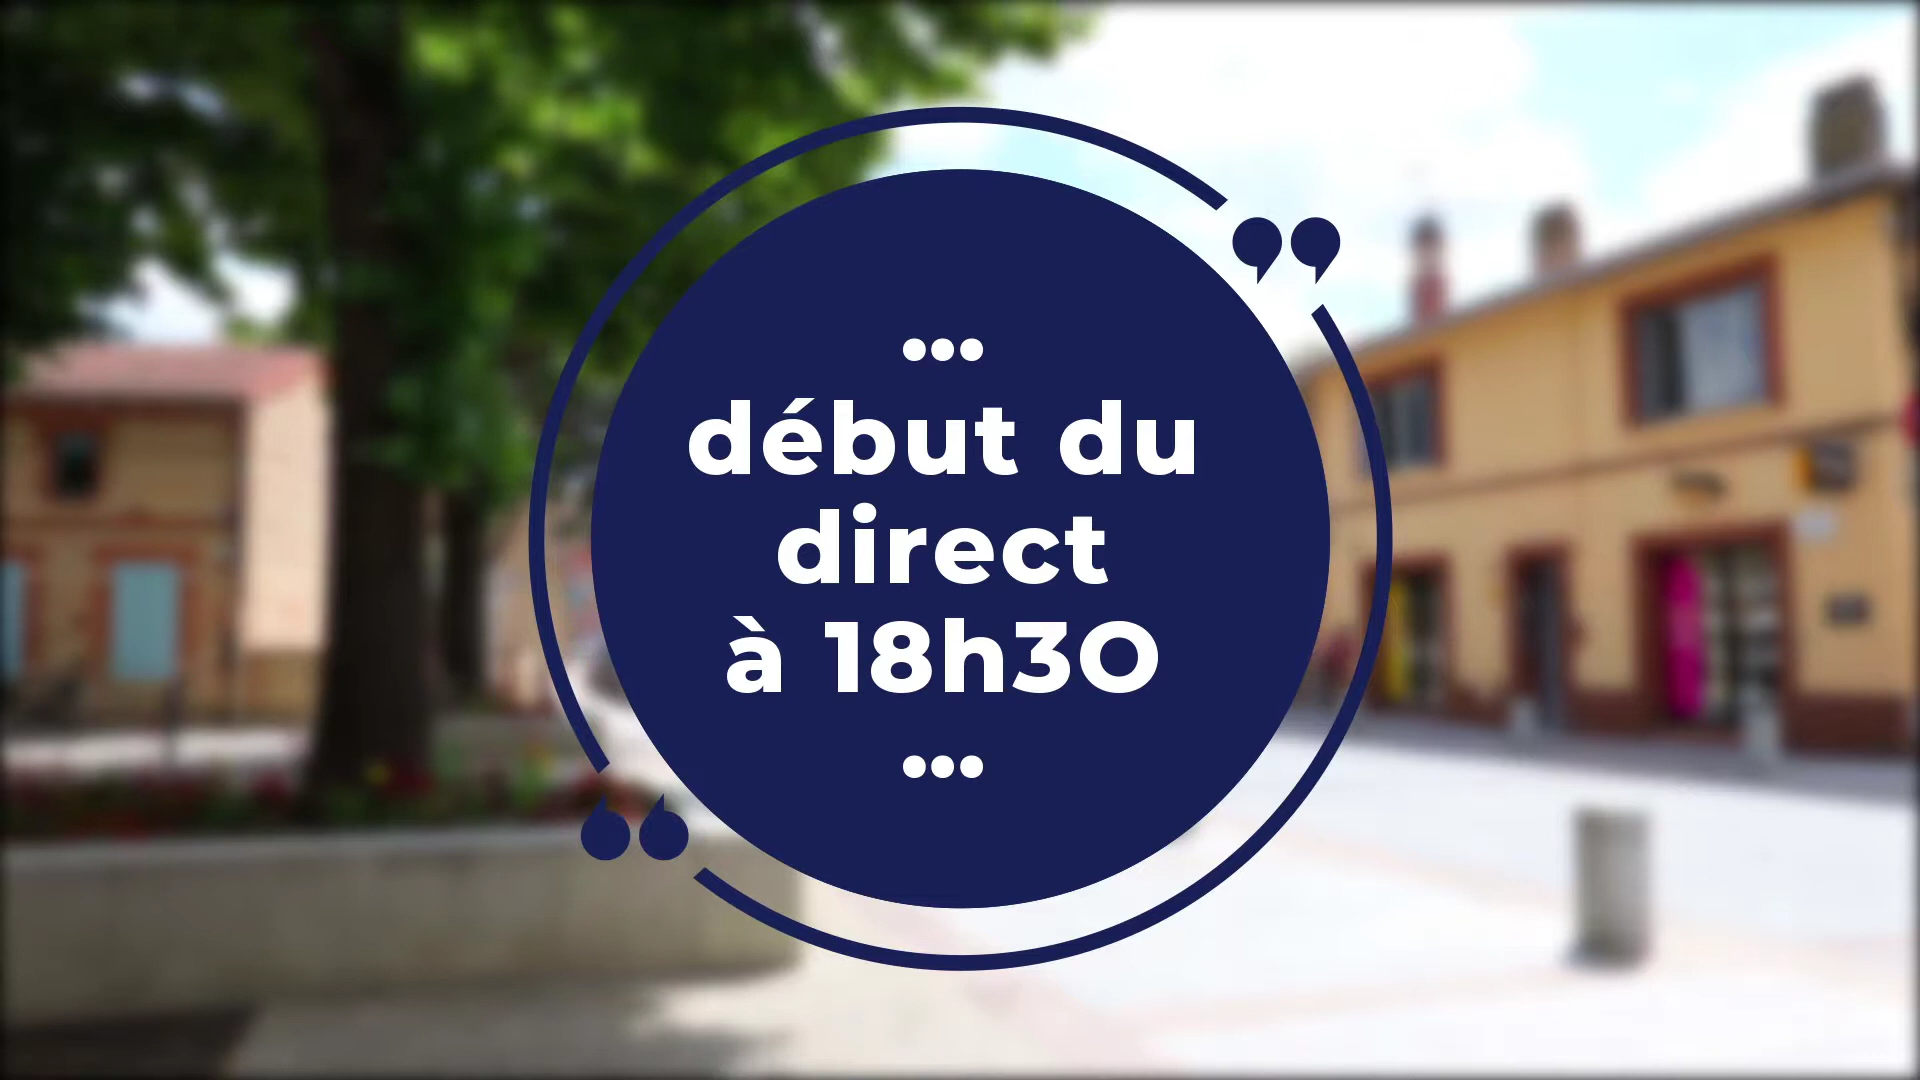 •••
début du
direct
à 18h30
•••